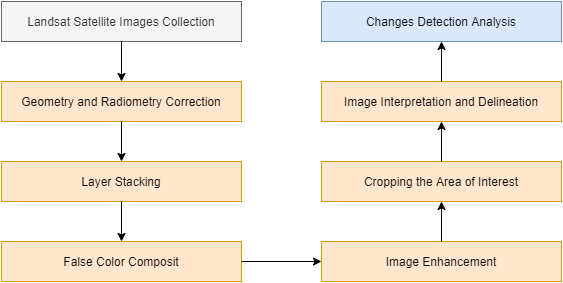 Landsat Satellite Images Collection
Geometry and Radiometry Correction
Layer Stacking
False Color Composit
Image Enhancement
Cropping the Area of Interest
Image Interpretation and Delineation
Changes Detection Analysis